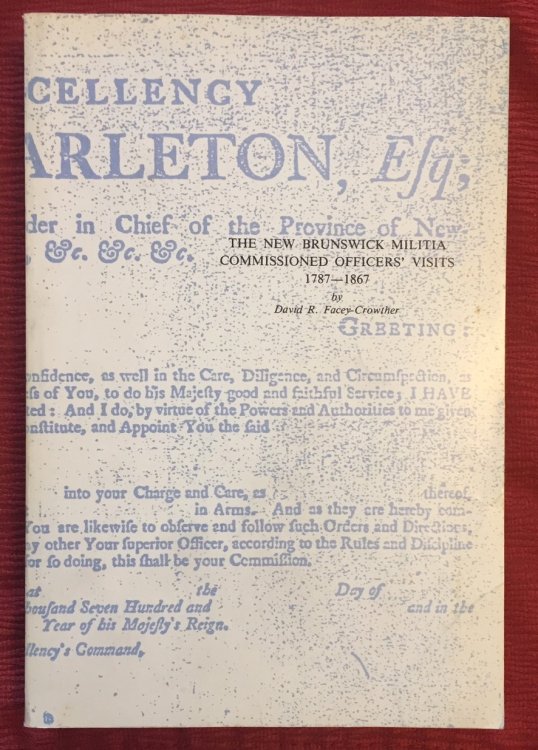 CELLENCY
ARLETON, Eſq;
der in Chief of the Province of New-
, &c. &c. &c.
THE NEW BRUNSWICK MILITIA
COMMISSIONED OFFICERS' VISITS
1787—1867
by
David R. Facey-Crowther
GREETING:
onfidence, as well in the Care, Diligence, and Circumſpection, as
eſs of You, to do his Majeſty good and faithful Service; I HAVE
ted: And I do, by virtue of the Powers and Authorities to me given
onſtitute, and Appoint You the ſaid
into your Charge and Care, as thereof,
in Arms. And as they are hereby com-
You are likewiſe to obſerve and follow ſuch Orders and Directions,
ny other Your ſuperior Officer, according to the Rules and Diſcipline
or ſo doing, this ſhall be your Commiſſion.
at the Day of
houſand Seven Hundred and and in the
Year of his Majeſty's Reign.
llency's Command,